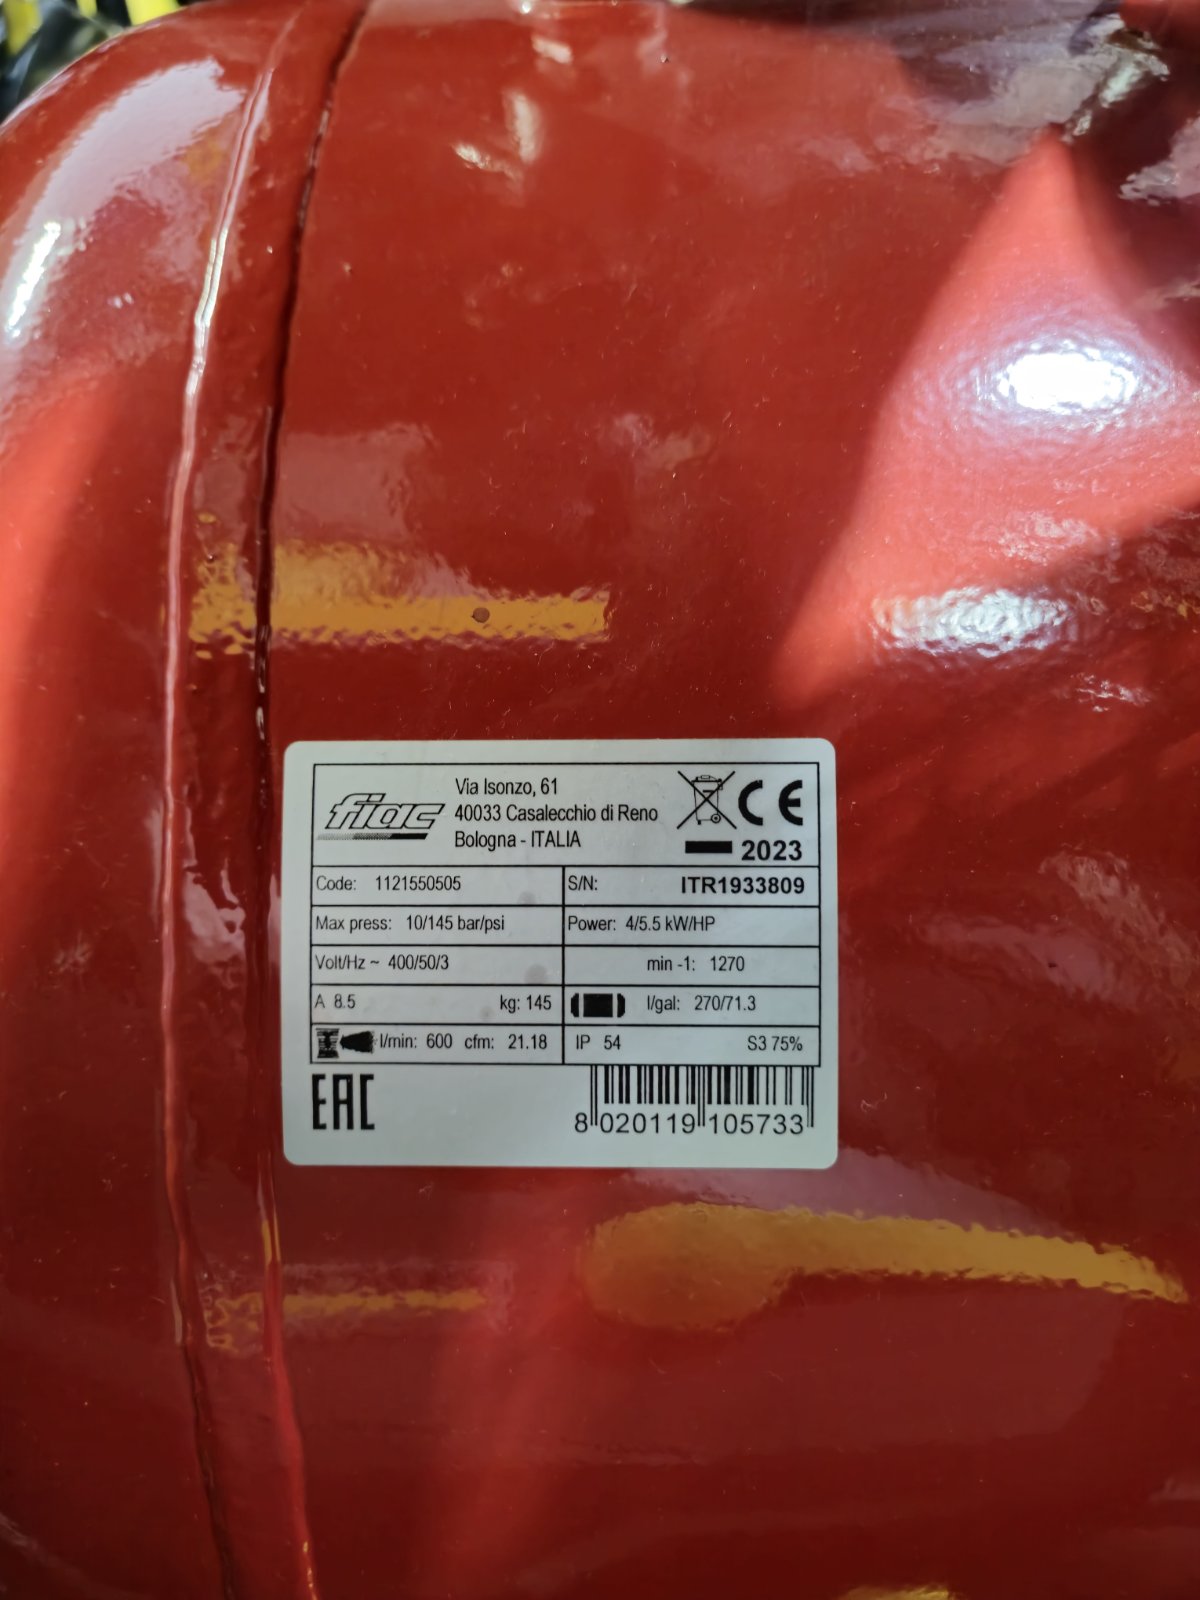 fiac
Via Isonzo, 61
40033 Casalecchio di Reno
Bologna - ITALIA
CE
2023
Code: 1121550505 S/N: ITR1933809
Max press: 10/145 bar/psi Power: 4/5.5 kW/HP
Volt/Hz ~ 400/50/3 min -1: 1270
A 8.5 kg: 145 l/gal: 270/71.3
l/min: 600 cfm: 21.18 IP 54 S3 75%
EAC
8 020119 105733